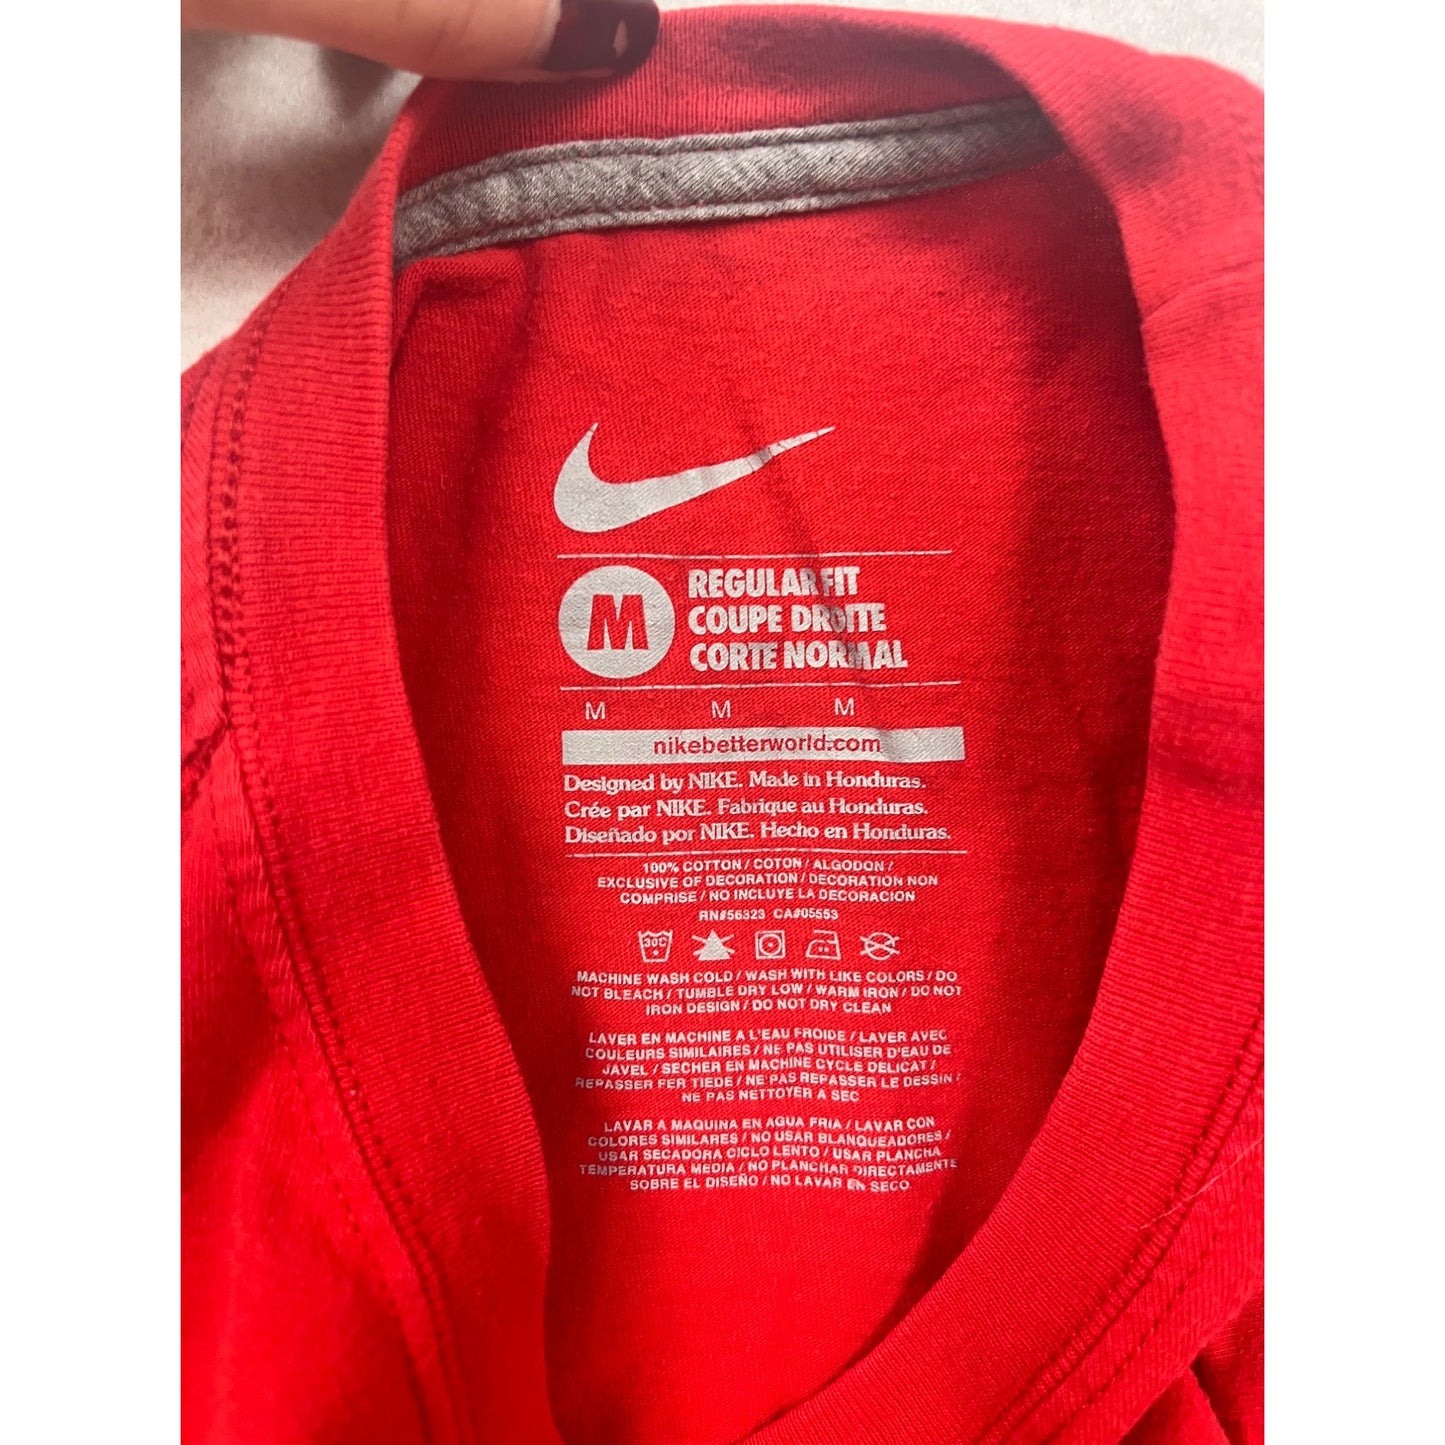 M
REGULAR FIT
COUPE DROITE
CORTE NORMAL
M M M
nikebetterworld.com
Designed by NIKE. Made in Honduras.
Crée par NIKE. Fabrique au Honduras.
Diseñado por NIKE. Hecho en Honduras.
100% COTTON / COTON / ALGODON /
EXCLUSIVE OF DECORATION / DECORATION NON
COMPRISE / NO INCLUYE LA DECORACION
RN#56323 CA#05553
30C
MACHINE WASH COLD / WASH WITH LIKE COLORS / DO
NOT BLEACH / TUMBLE DRY LOW / WARM IRON / DO NOT
IRON DESIGN / DO NOT DRY CLEAN
LAVER EN MACHINE A L'EAU FROIDE / LAVER AVEC
COULEURS SIMILAIRES / NE PAS UTILISER D'EAU DE
JAVEL / SECHER EN MACHINE CYCLE DELICAT /
REPASSER FER TIEDE / NE PAS REPASSER LE DESSIN /
NE PAS NETTOYER A SEC
LAVAR A MAQUINA EN AGUA FRIA / LAVAR CON
COLORES SIMILARES / NO USAR BLANQUEADORES /
USAR SECADORA CICLO LENTO / USAR PLANCHA
TEMPERATURA MEDIA / NO PLANCHAR DIRECTAMENTE
SOBRE EL DISEÑO / NO LAVAR EN SECO